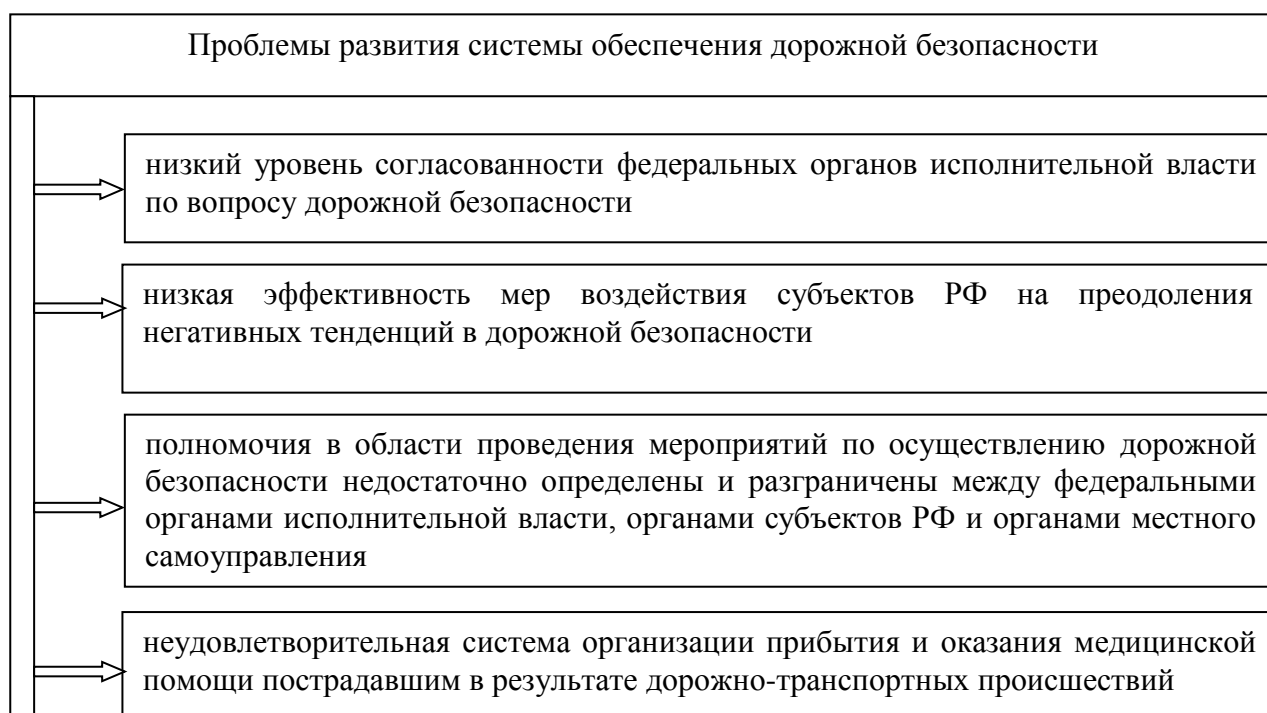 Проблемы развития системы обеспечения дорожной безопасности
низкий уровень согласованности федеральных органов исполнительной власти
по вопросу дорожной безопасности
низкая эффективность мер воздействия субъектов РФ на преодоления
негативных тенденций в дорожной безопасности
полномочия в области проведения мероприятий по осуществлению дорожной
безопасности недостаточно определены и разграничены между федеральными
органами исполнительной власти, органами субъектов РФ и органами местного
самоуправления
неудовлетворительная система организации прибытия и оказания медицинской
помощи пострадавшим в результате дорожно-транспортных происшествий